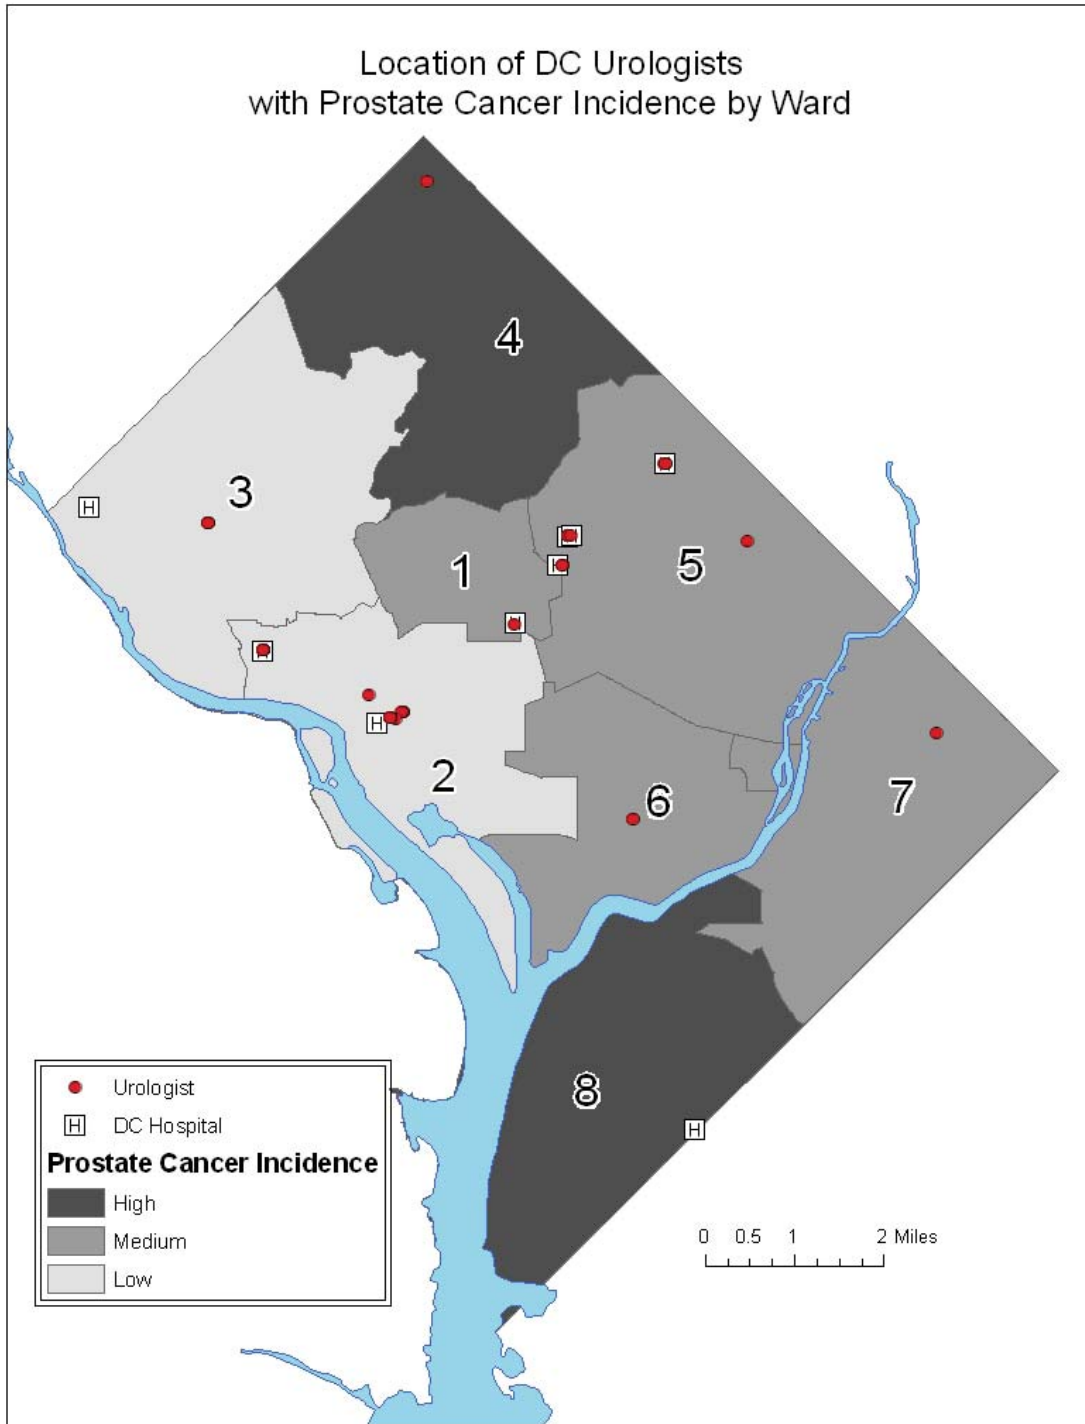 Location of DC Urologists
with Prostate Cancer Incidence by Ward
4
3
H
1
5
H
H
2
6
7
8
H
Urologist
H DC Hospital
Prostate Cancer Incidence
High
Medium
Low
0 0.5 1 2 Miles